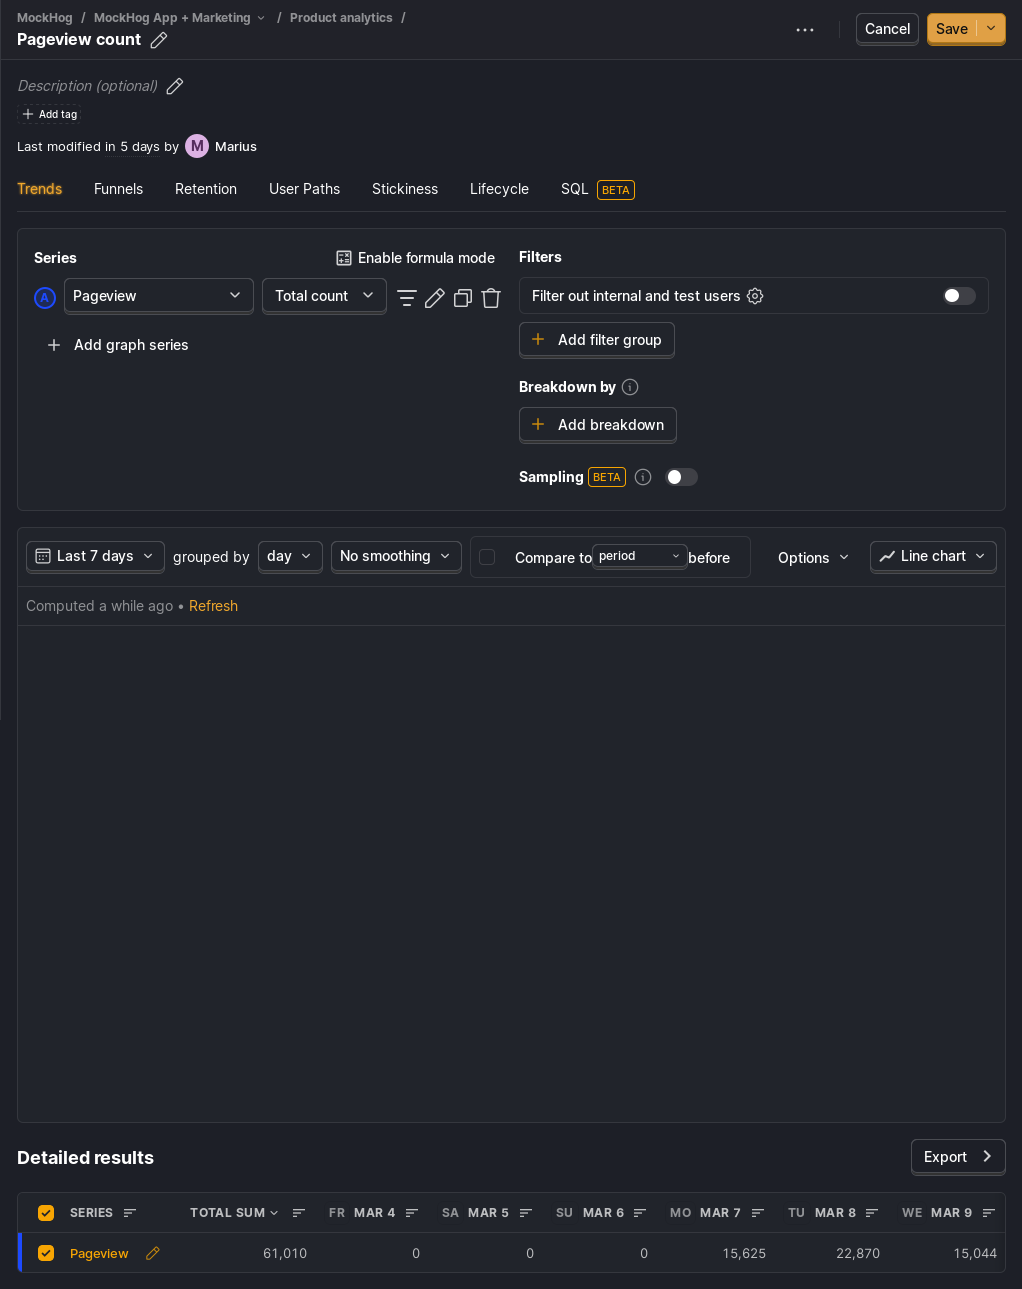 MockHog / MockHog App + Marketing / Product analytics /
Pageview count
Cancel Save
Description (optional)
Add tag
Last modified in 5 days by M Marius
Trends Funnels Retention User Paths Stickiness Lifecycle SQL BETA
Series Enable formula mode
A Pageview Total count
Add graph series
Filters
Filter out internal and test users
Add filter group
Breakdown by
Add breakdown
Sampling BETA
Last 7 days grouped by day No smoothing Compare to period before Options Line chart
Computed a while ago • Refresh
Detailed results Export
SERIES TOTAL SUM FR MAR 4 SA MAR 5 SU MAR 6 MO MAR 7 TU MAR 8 WE MAR 9
Pageview 61,010 0 0 0 15,625 22,870 15,044